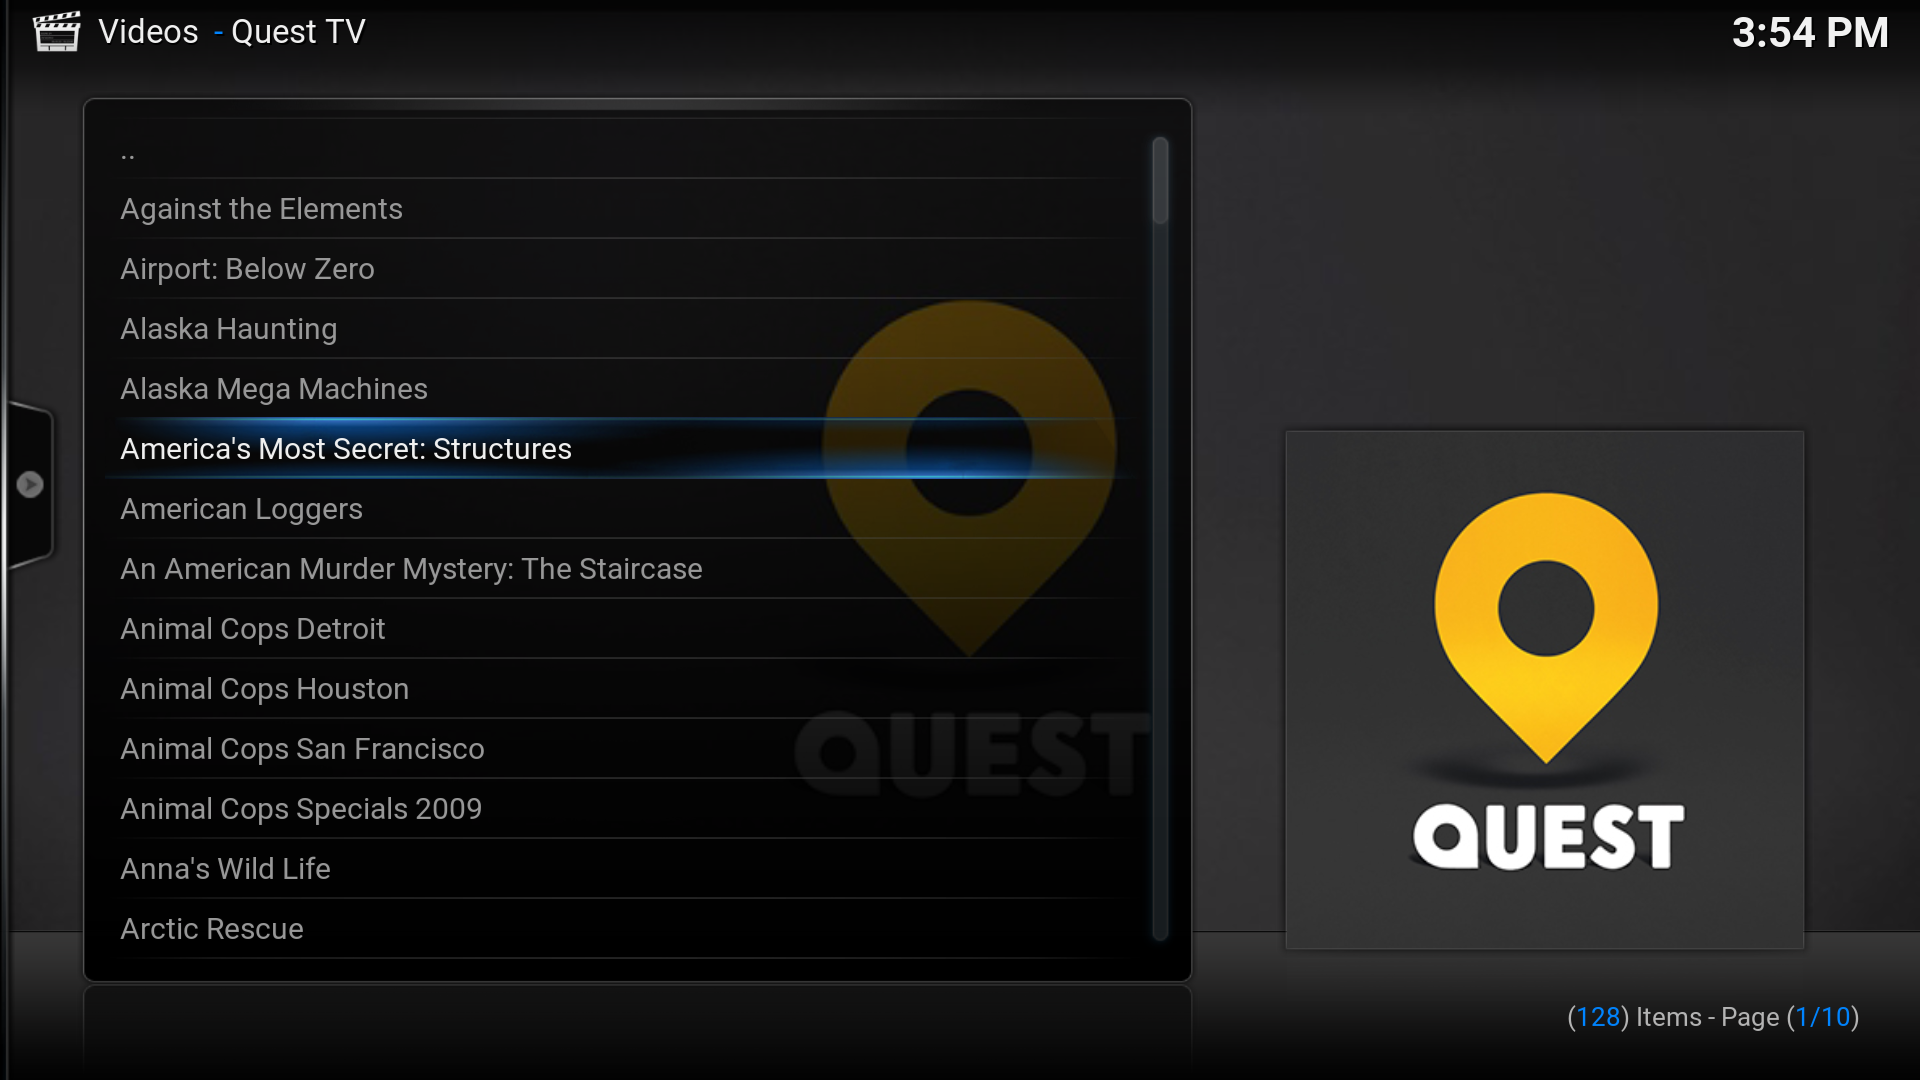 Videos - Quest TV
3:54 PM
..
Against the Elements
Airport: Below Zero
Alaska Haunting
Alaska Mega Machines
America's Most Secret: Structures
American Loggers
An American Murder Mystery: The Staircase
Animal Cops Detroit
Animal Cops Houston
Animal Cops San Francisco
Animal Cops Specials 2009
Anna's Wild Life
Arctic Rescue
QUEST
QUEST
(128) Items - Page (1/10)